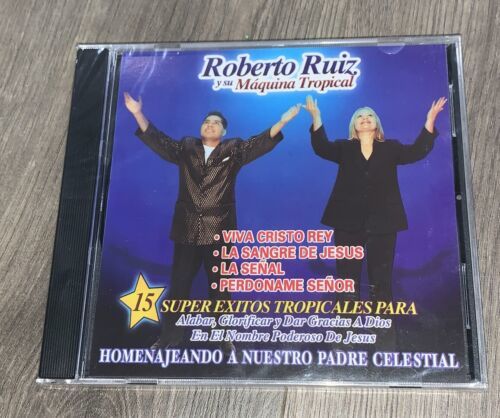 Roberto Ruiz
y su Máquina Tropical
• VIVA CRISTO REY
• LA SANGRE DE JESUS
• LA SEÑAL
• PERDONAME SEÑOR
15 SUPER EXITOS TROPICALES PARA
Alabar, Glorificar y Dar Gracias A Dios
En El Nombre Poderoso De Jesus
HOMENAJEANDO A NUESTRO PADRE CELESTIAL